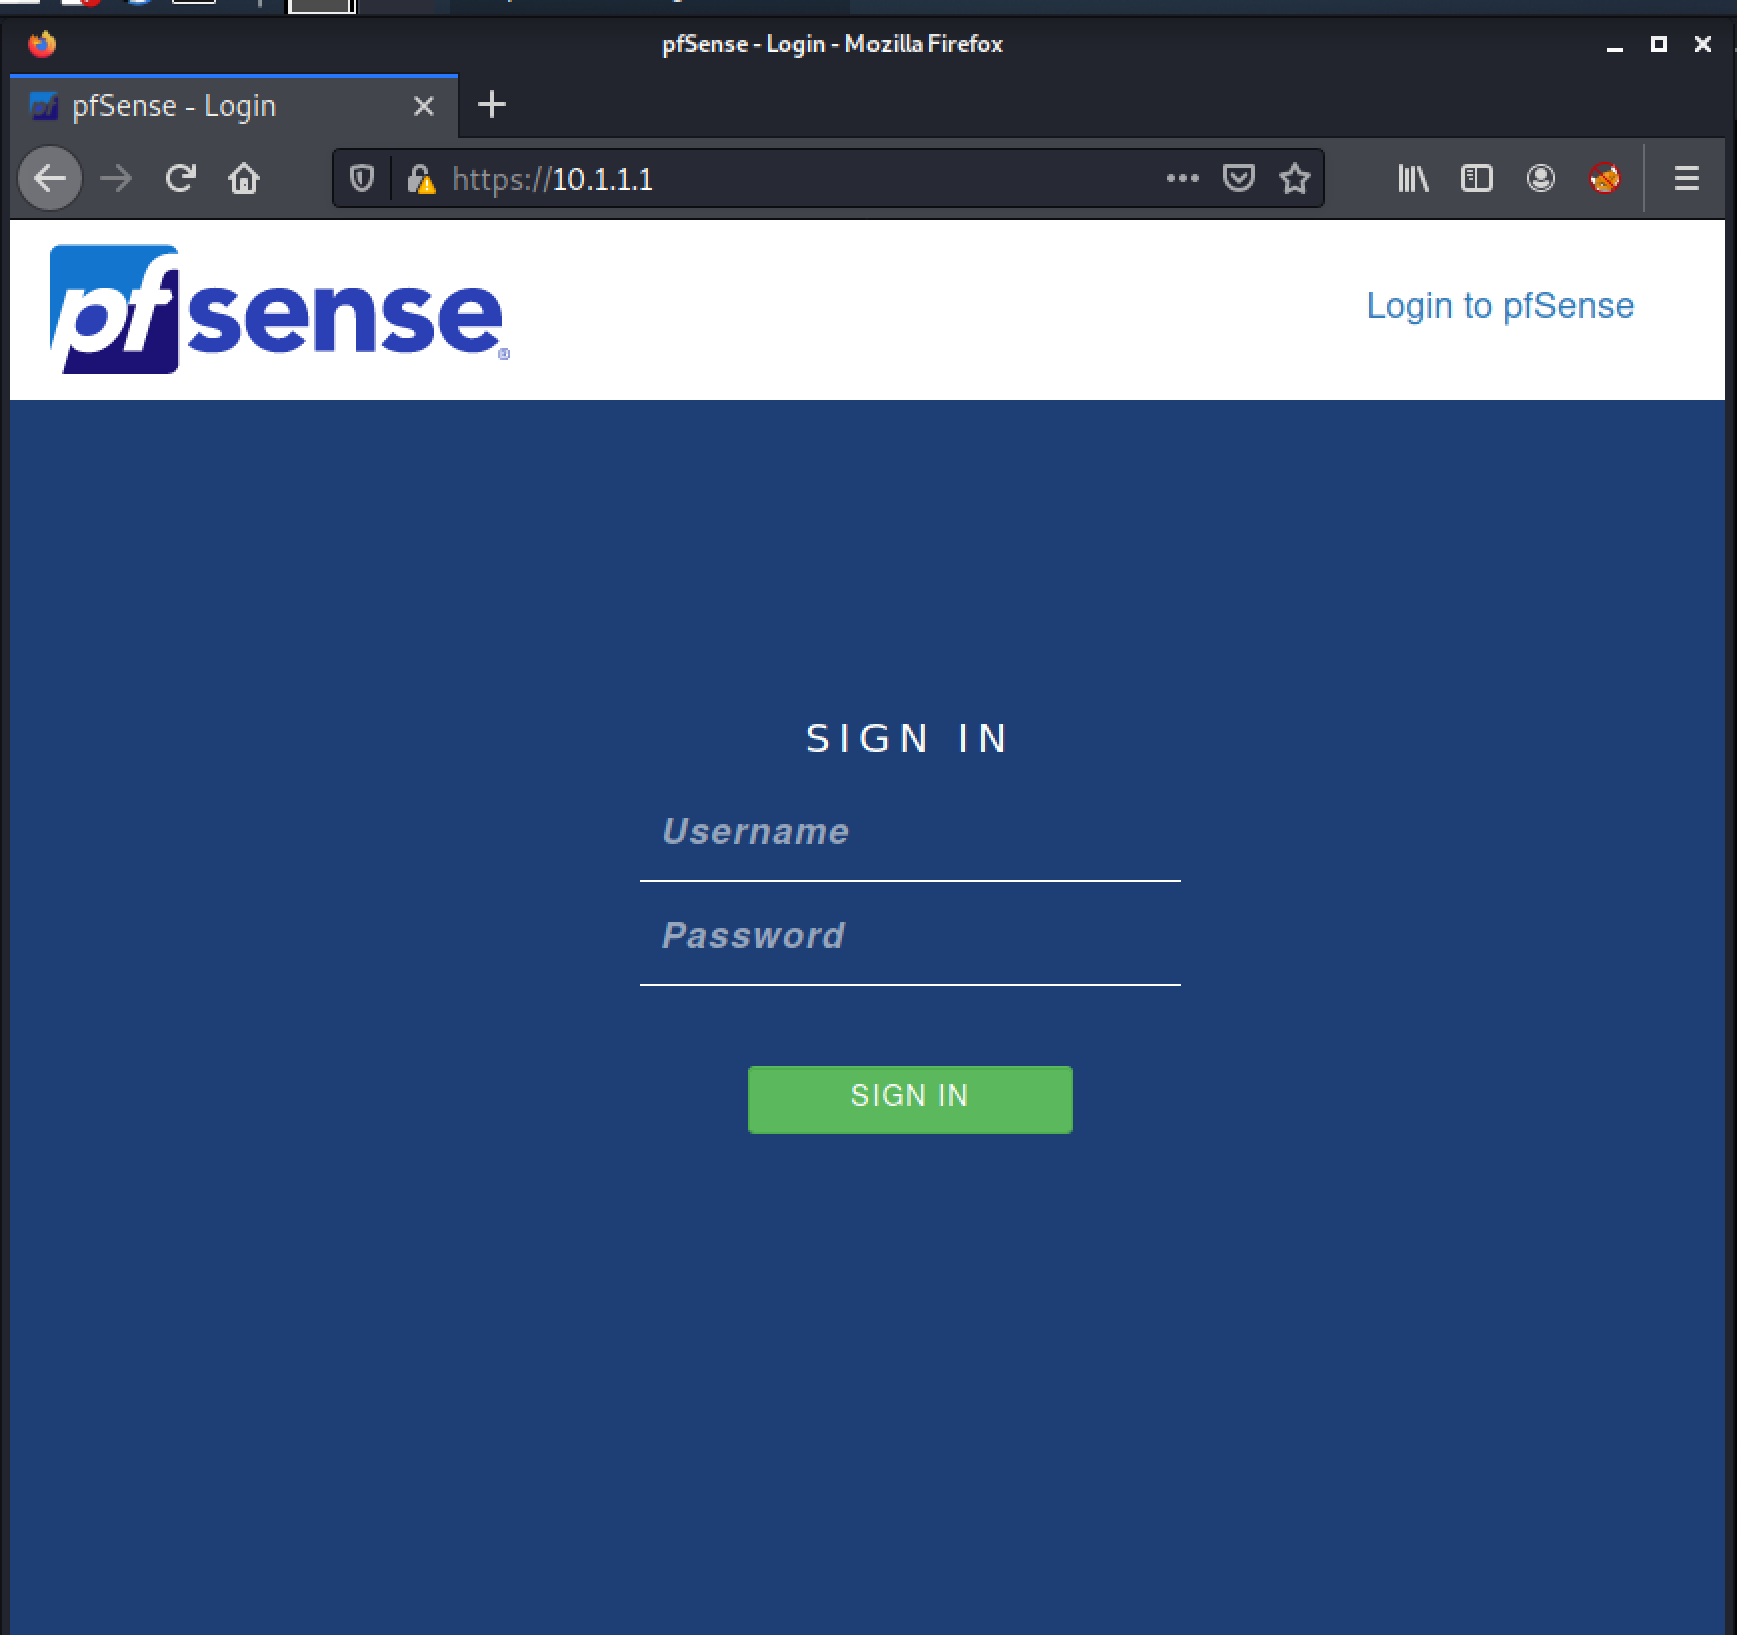 pfSense - Login - Mozilla Firefox
pfSense - Login
https://10.1.1.1
pfsense®
Login to pfSense
SIGN IN
Username
Password
SIGN IN